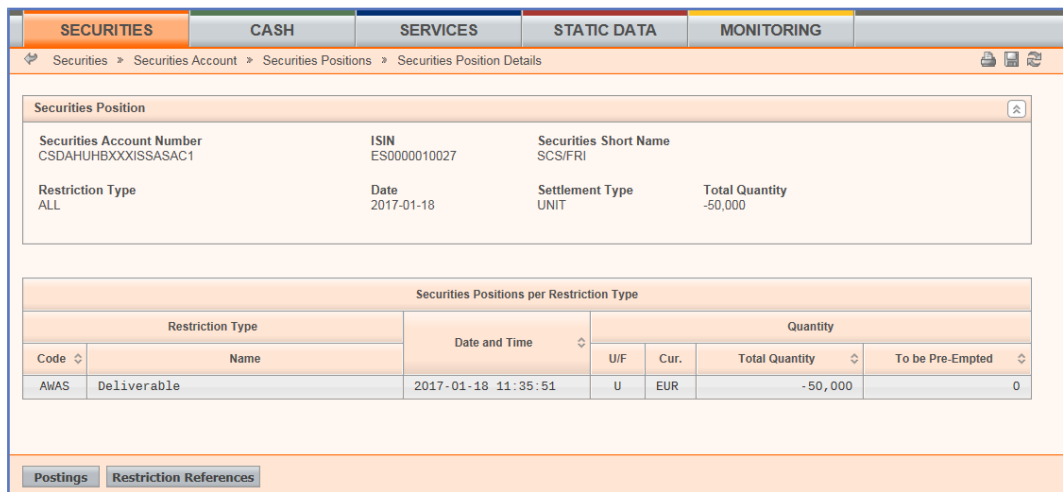 SECURITIES CASH SERVICES STATIC DATA MONITORING
Securities » Securities Account » Securities Positions » Securities Position Details
Securities Position
Securities Account Number ISIN Securities Short Name
CSDAHUHBXXXISSASAC1 ES0000010027 SCS/FRI
Restriction Type Date Settlement Type Total Quantity
ALL 2017-01-18 UNIT -50,000
Securities Positions per Restriction Type
Restriction Type Date and Time Quantity
Code Name U/F Cur. Total Quantity To be Pre-Empted
AWAS Deliverable 2017-01-18 11:35:51 U EUR -50,000 0
Postings Restriction References